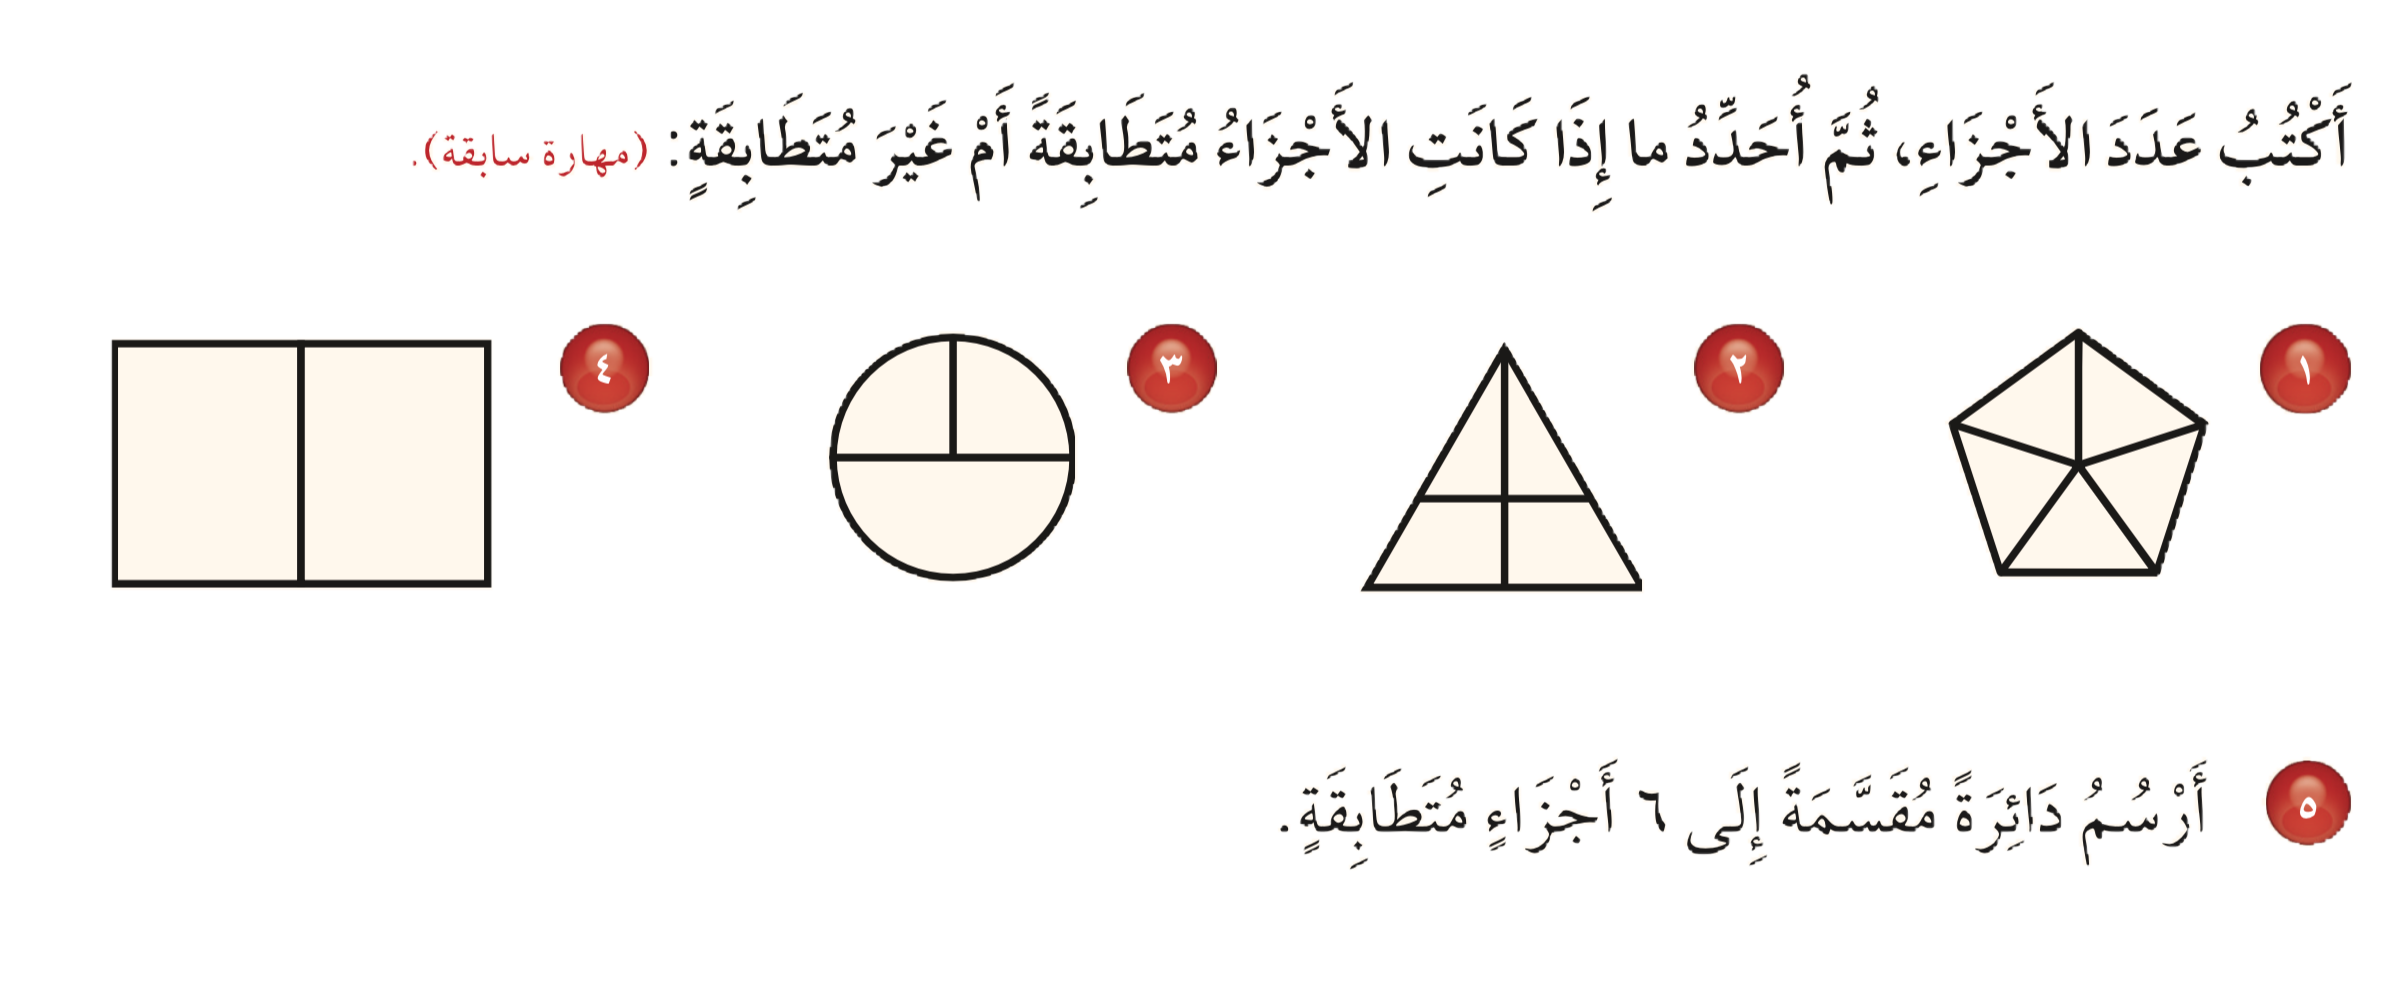 أَكْتُبُ عَدَدَ الأَجْزَاءِ، ثُمَّ أُحَدِّدُ ما إِذَا كَانَتِ الأَجْزَاءُ مُتَطَابِقَةً أَمْ غَيْرَ مُتَطَابِقَةٍ: (مهارة سابقة).
١ ٢ ٣ ٤
٥ أَرْسُمُ دَائِرَةً مُقَسَّمَةً إِلَى ٦ أَجْزَاءٍ مُتَطَابِقَةٍ.